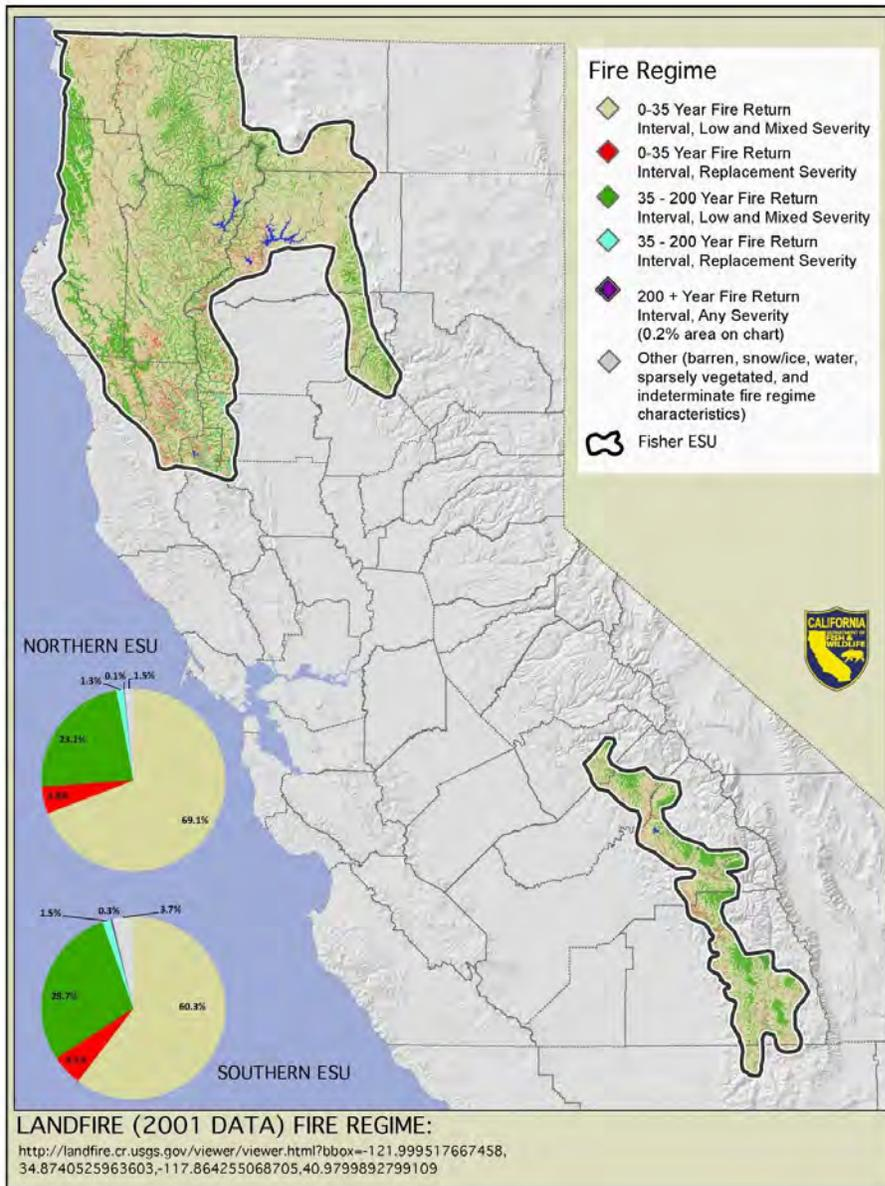 Fire Regime
0-35 Year Fire Return
Interval, Low and Mixed Severity
0-35 Year Fire Return
Interval, Replacement Severity
35 - 200 Year Fire Return
Interval, Low and Mixed Severity
35 - 200 Year Fire Return
Interval, Replacement Severity
200 + Year Fire Return
Interval, Any Severity
(0.2% area on chart)
Other (barren, snow/ice, water,
sparsely vegetated, and
indeterminate fire regime
characteristics)
Fisher ESU
CALIFORNIA
DEPARTMENT OF
FISH &
WILDLIFE
NORTHERN ESU
1.3%
0.1%
1.5%
69.1%
1.5%
0.3%
3.7%
60.3%
SOUTHERN ESU
LANDFIRE (2001 DATA) FIRE REGIME:
http://landfire.cr.usgs.gov/viewer/viewer.html?bbox=-121.999517667458,
34.8740525963603,-117.864255068705,40.9799892799109